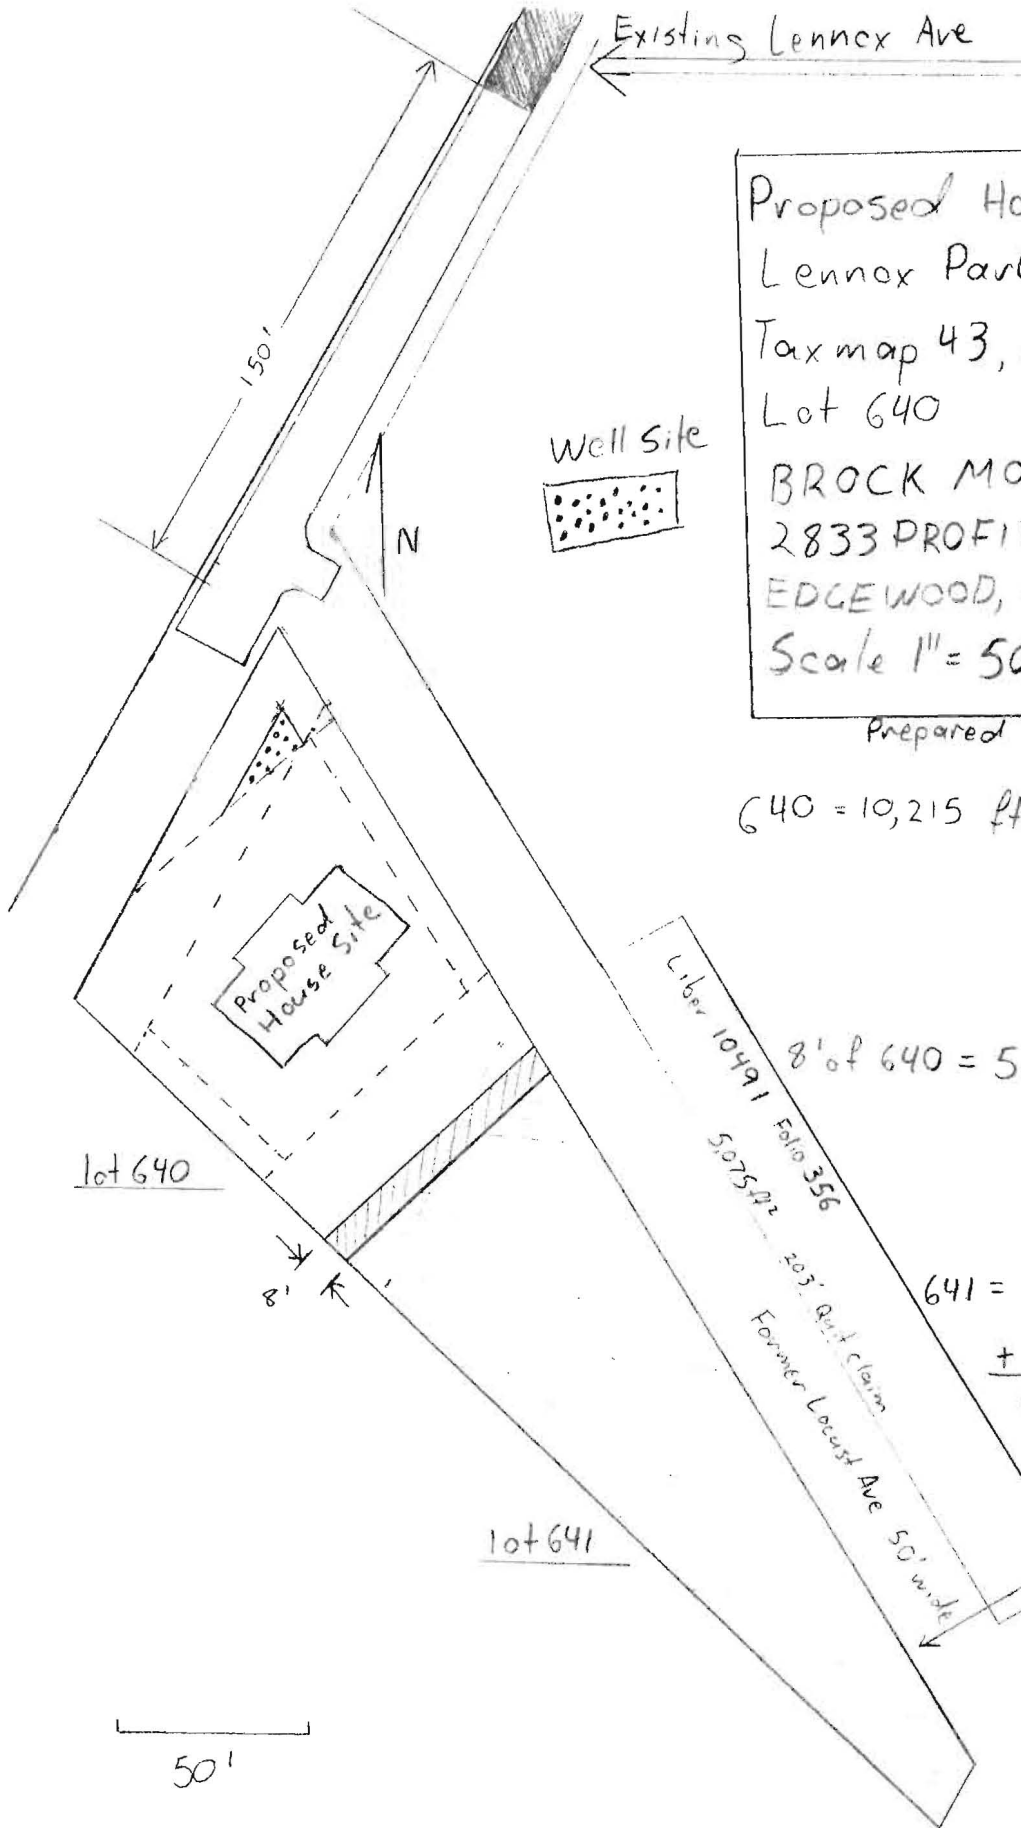 Existing Lennox Ave
150'
N
Well Site
Proposed Ho
Lennox Park
Taxmap 43,
Lot 640
BROCK MO
2833 PROFI
EDGEWOOD,
Scale 1" = 50
Prepared
640 = 10,215 ft
Proposed
House Site
8' of 640 = 5
lot 640
8'
Liber 10491 Folio 356
5,075 ft2
203' Quit claim
Former Locust Ave 50' wide
641 =
+
lot 641
50'